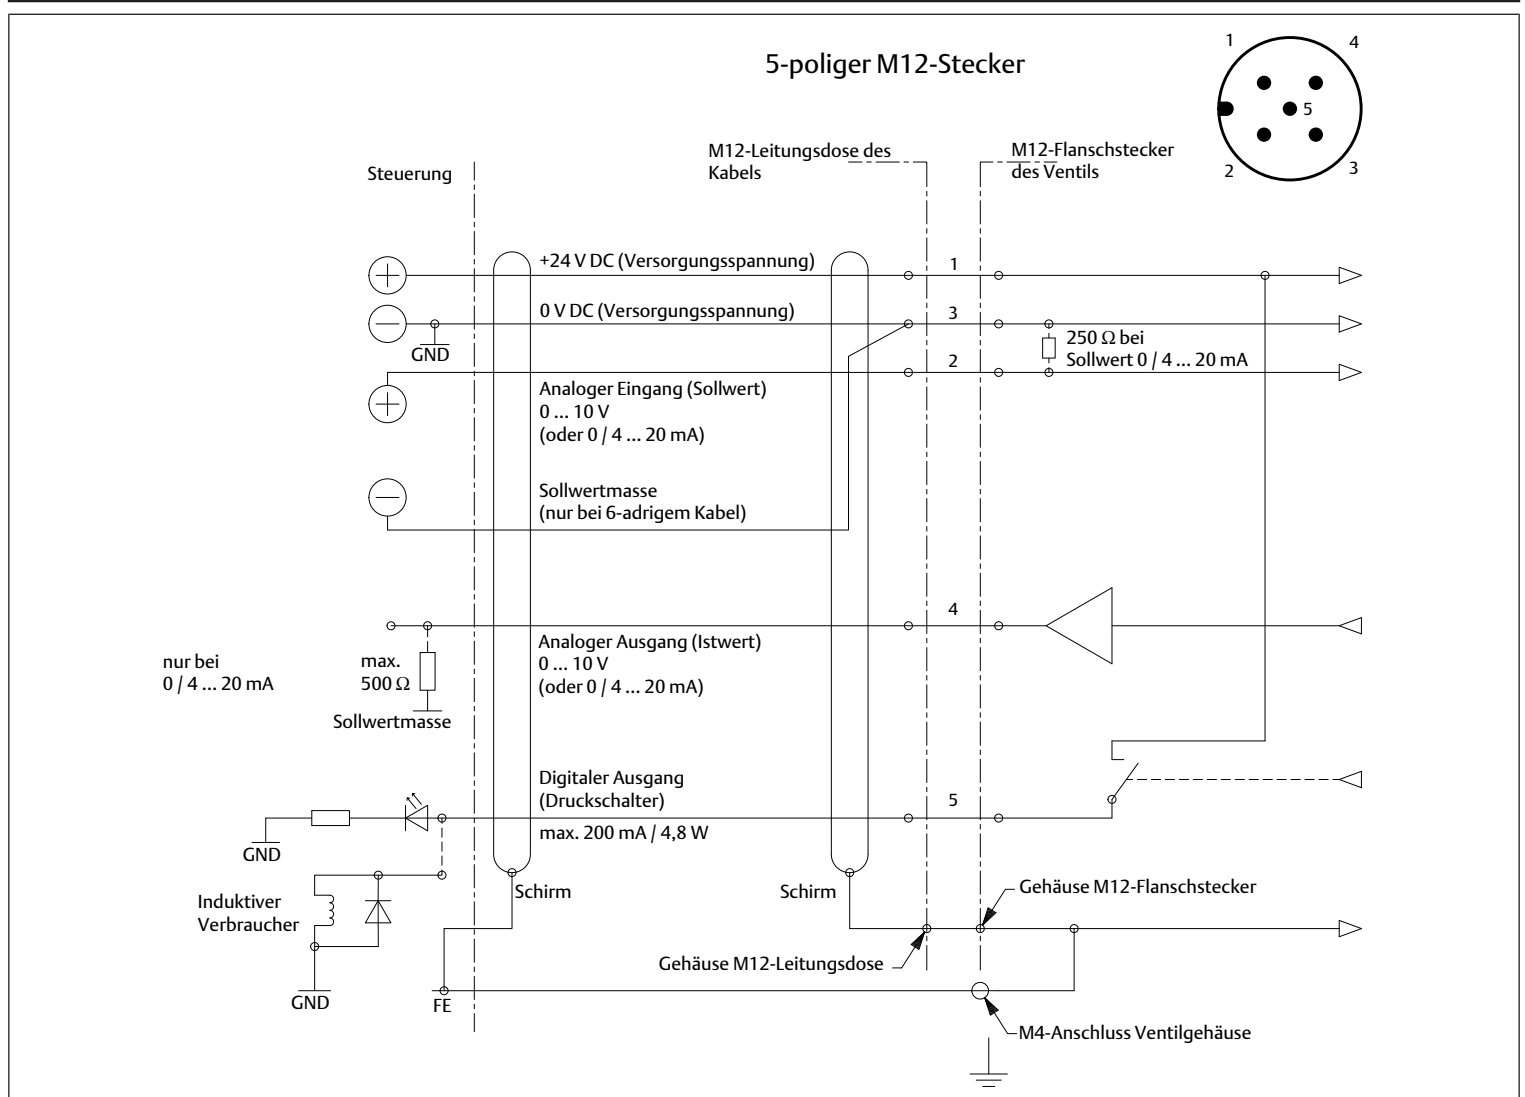 5-poliger M12-Stecker
1
4
5
2
3
M12-Leitungsdose des
Kabels
M12-Flanschstecker
des Ventils
Steuerung
+24 V DC (Versorgungsspannung)
1
0 V DC (Versorgungsspannung)
3
GND
250 Ω bei
Sollwert 0 / 4 ... 20 mA
2
Analoger Eingang (Sollwert)
0 ... 10 V
(oder 0 / 4 ... 20 mA)
Sollwertmasse
(nur bei 6-adrigem Kabel)
4
Analoger Ausgang (Istwert)
0 ... 10 V
(oder 0 / 4 ... 20 mA)
nur bei
0 / 4 ... 20 mA
max.
500 Ω
Sollwertmasse
Digitaler Ausgang
(Druckschalter)
max. 200 mA / 4,8 W
5
GND
Induktiver
Verbraucher
GND
Schirm
Schirm
Gehäuse M12-Flanschstecker
Gehäuse M12-Leitungsdose
FE
M4-Anschluss Ventilgehäuse